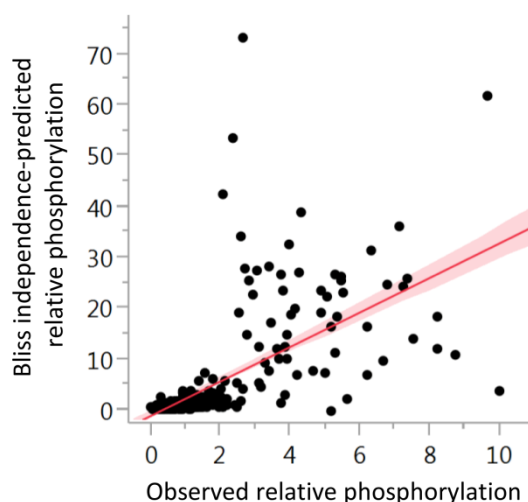 Bliss independence-predicted
relative phosphorylation
70
60
50
40
30
20
10
0
0 2 4 6 8 10
Observed relative phosphorylation